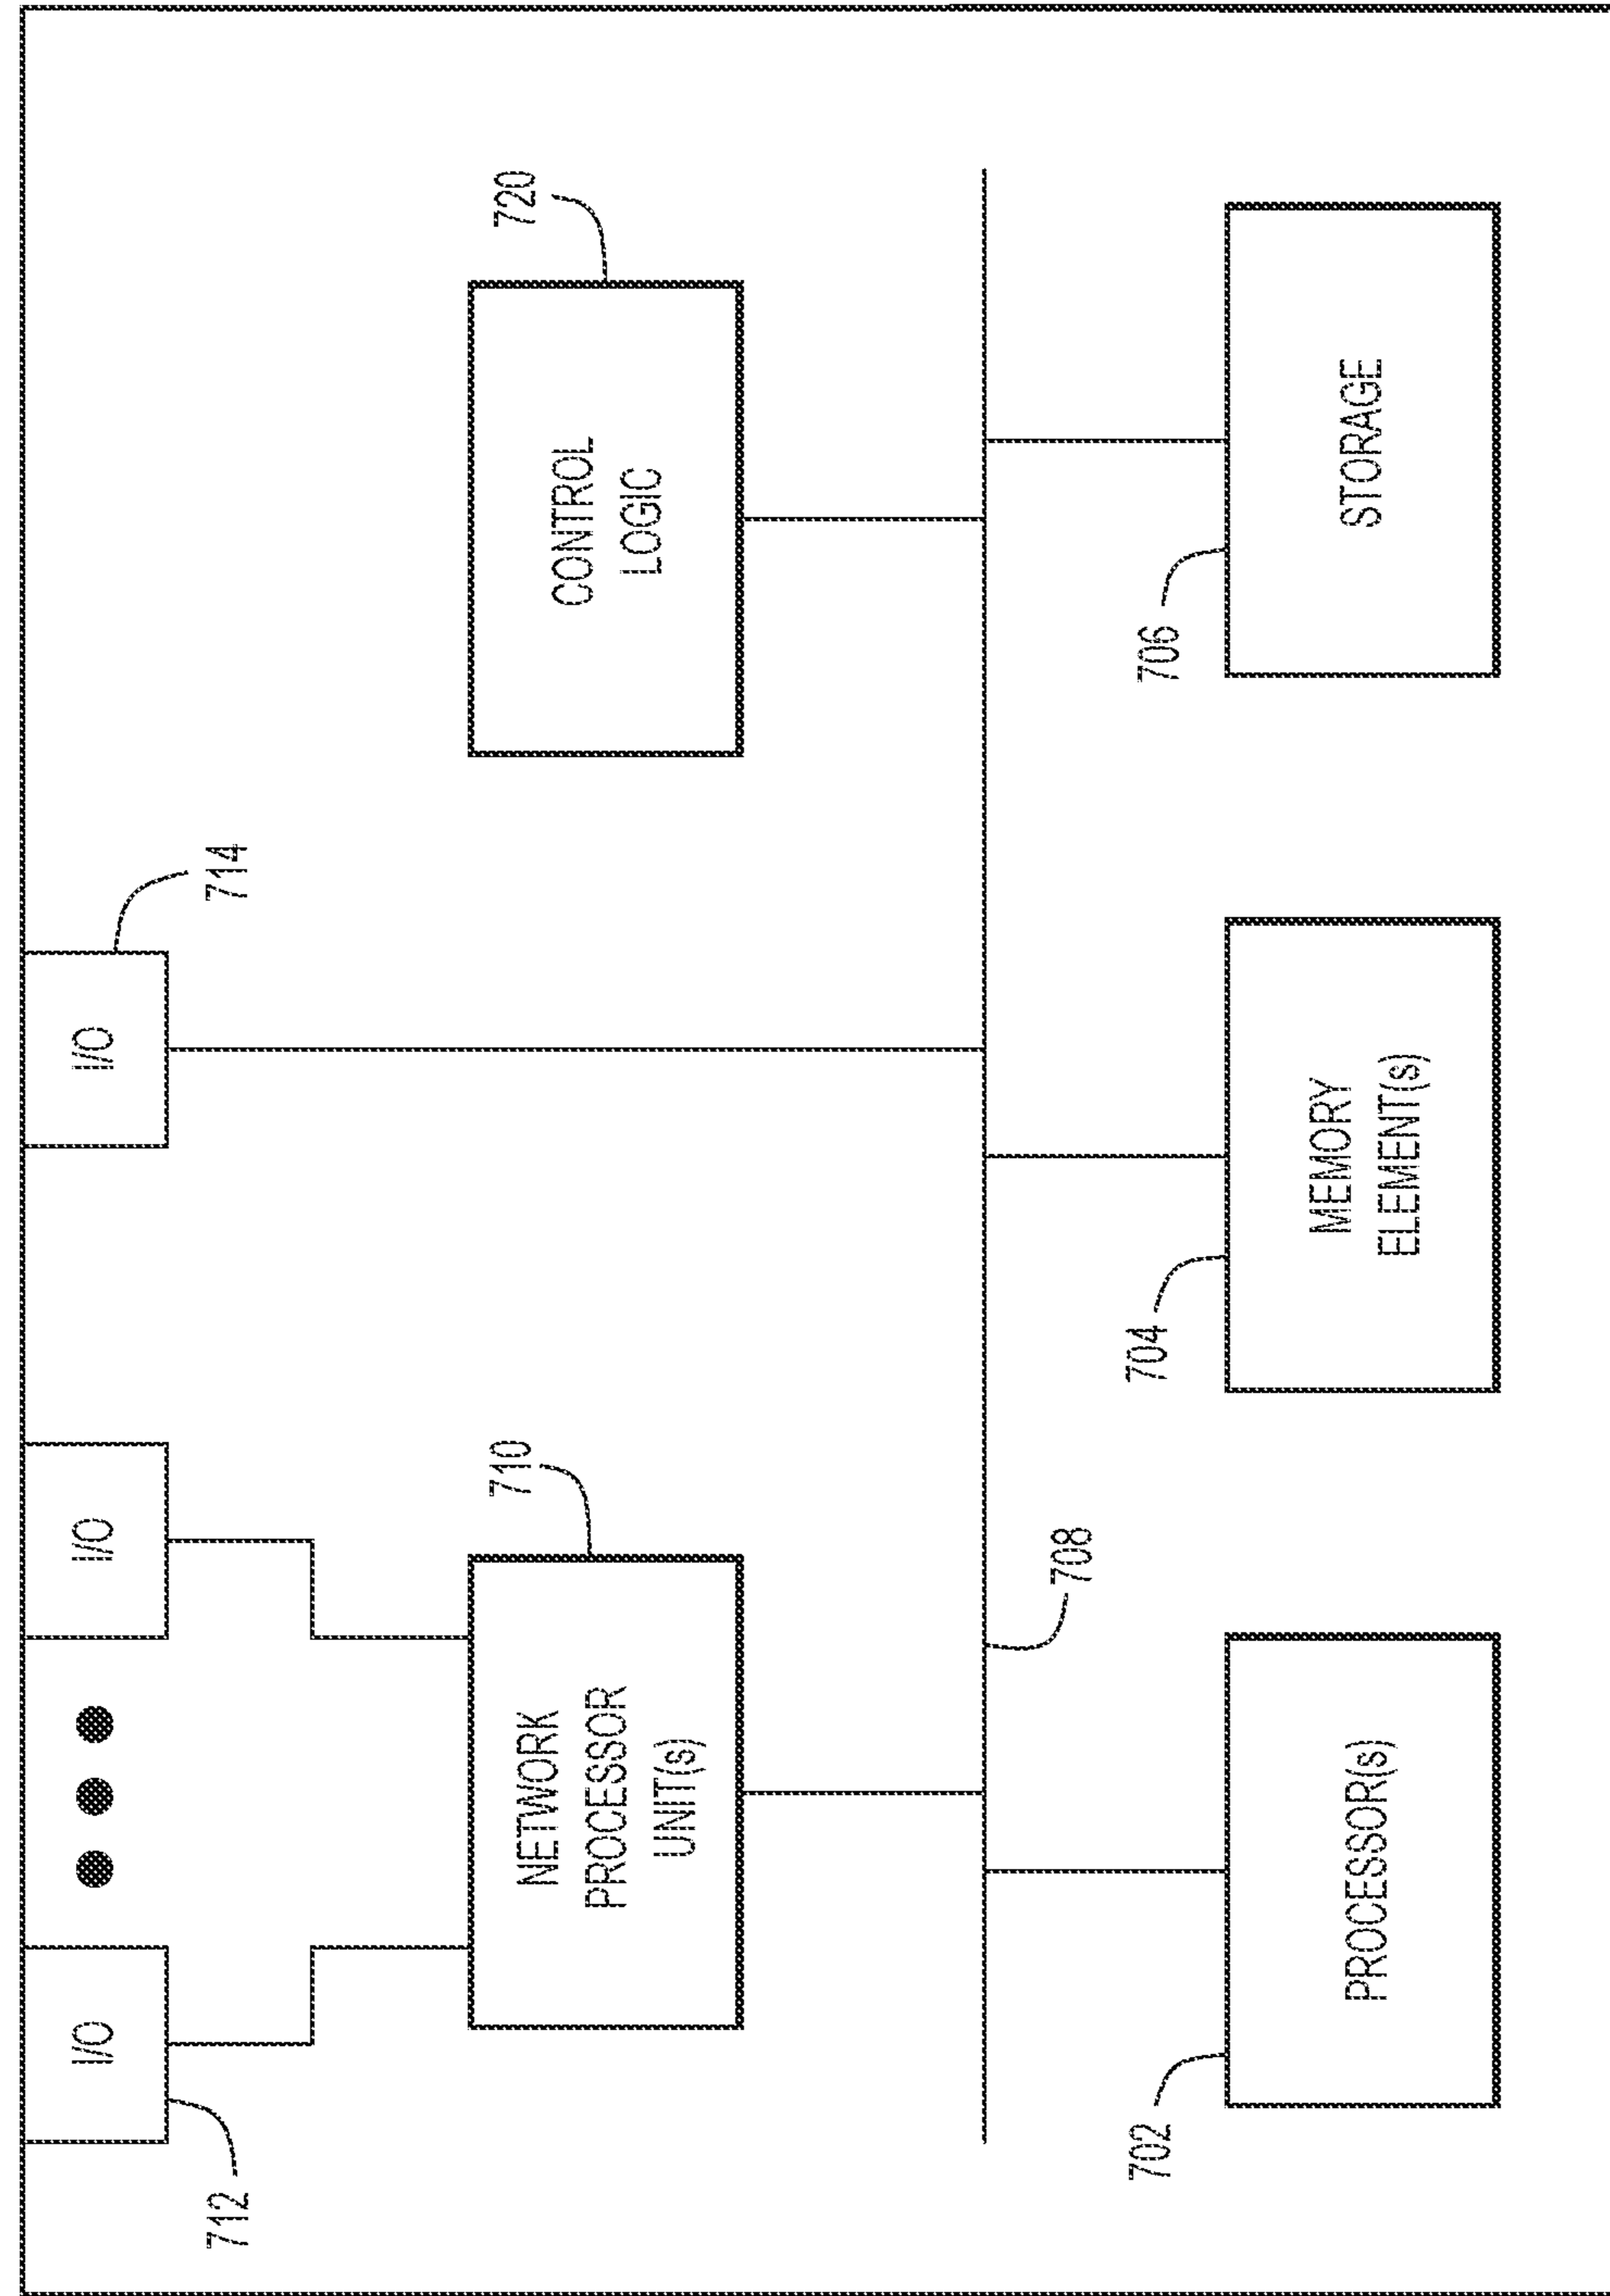 I/O
I/O
I/O
712
714
NETWORK
PROCESSOR
UNIT(s)
710
CONTROL
LOGIC
720
708
702
PROCESSOR(s)
704
MEMORY
ELEMENT(s)
706
STORAGE